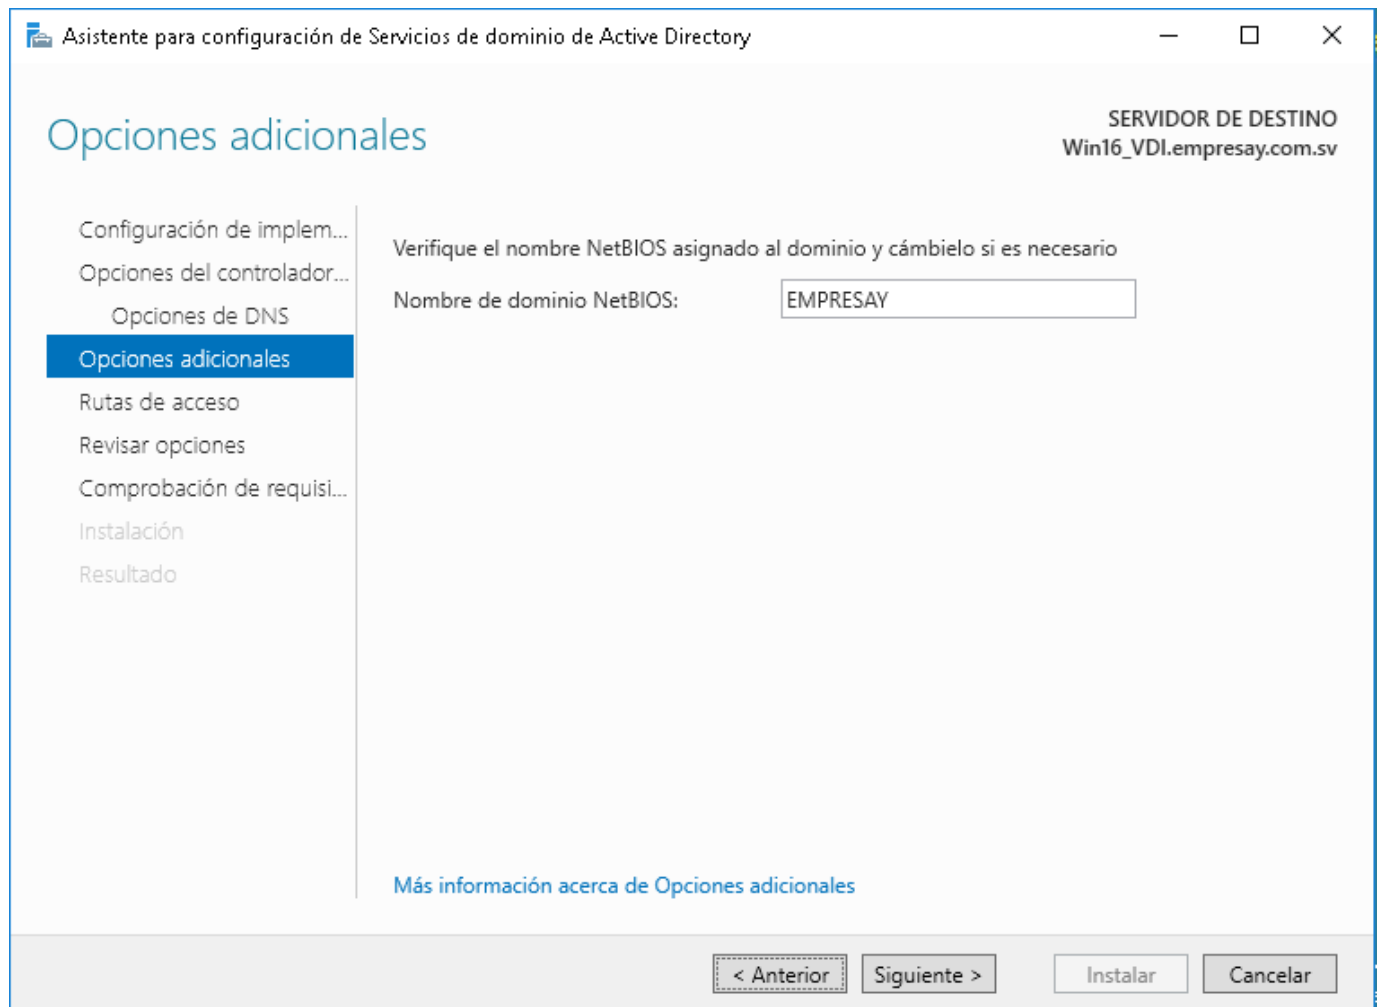 Asistente para configuración de Servicios de dominio de Active Directory
Opciones adicionales
SERVIDOR DE DESTINO
Win16_VDI.empresay.com.sv
Configuración de implem...
Opciones del controlador...
Opciones de DNS
Opciones adicionales
Rutas de acceso
Revisar opciones
Comprobación de requisi...
Instalación
Resultado
Verifique el nombre NetBIOS asignado al dominio y cámbielo si es necesario
Nombre de dominio NetBIOS: EMPRESAY
Más información acerca de Opciones adicionales
< Anterior Siguiente > Instalar Cancelar